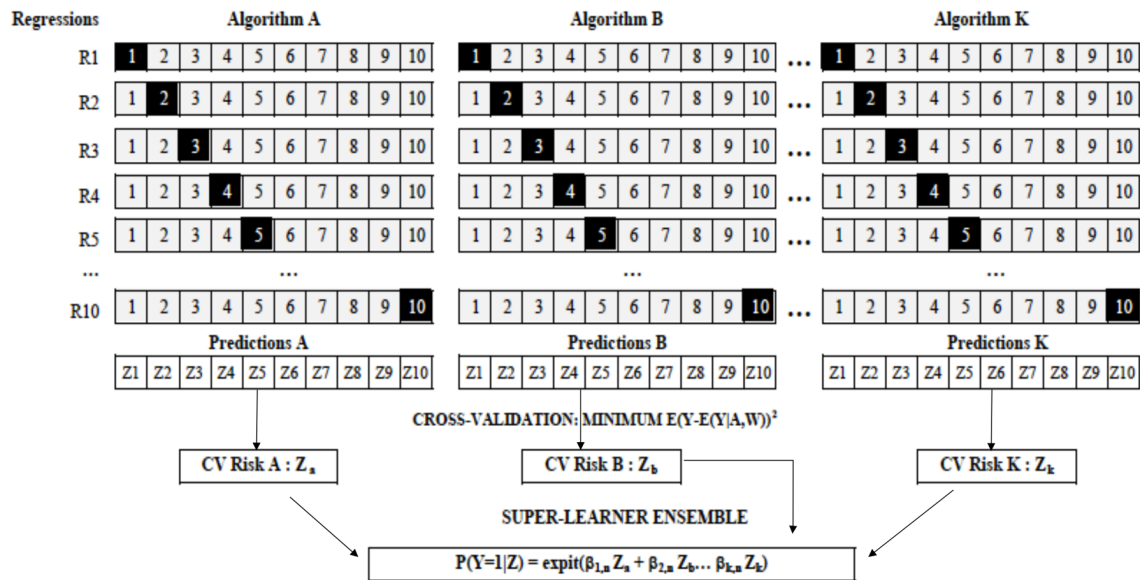 Regressions Algorithm A Algorithm B Algorithm K
R1 1 2 3 4 5 6 7 8 9 10 1 2 3 4 5 6 7 8 9 10 ... 1 2 3 4 5 6 7 8 9 10
R2 1 2 3 4 5 6 7 8 9 10 1 2 3 4 5 6 7 8 9 10 ... 1 2 3 4 5 6 7 8 9 10
R3 1 2 3 4 5 6 7 8 9 10 1 2 3 4 5 6 7 8 9 10 ... 1 2 3 4 5 6 7 8 9 10
R4 1 2 3 4 5 6 7 8 9 10 1 2 3 4 5 6 7 8 9 10 ... 1 2 3 4 5 6 7 8 9 10
R5 1 2 3 4 5 6 7 8 9 10 1 2 3 4 5 6 7 8 9 10 ... 1 2 3 4 5 6 7 8 9 10
... ... ... ...
R10 1 2 3 4 5 6 7 8 9 10 1 2 3 4 5 6 7 8 9 10 ... 1 2 3 4 5 6 7 8 9 10
Predictions A Predictions B Predictions K
Z1 Z2 Z3 Z4 Z5 Z6 Z7 Z8 Z9 Z10 Z1 Z2 Z3 Z4 Z5 Z6 Z7 Z8 Z9 Z10 Z1 Z2 Z3 Z4 Z5 Z6 Z7 Z8 Z9 Z10
CROSS-VALIDATION: MINIMUM E(Y-E(Y|A,W))²
CV Risk A : Zₐ CV Risk B : Z_b CV Risk K : Zₖ
SUPER-LEARNER ENSEMBLE
P(Y=1|Z) = expit(β₁,ₙ Zₐ + β₂,ₙ Z_b... βₖ,ₙ Zₖ)